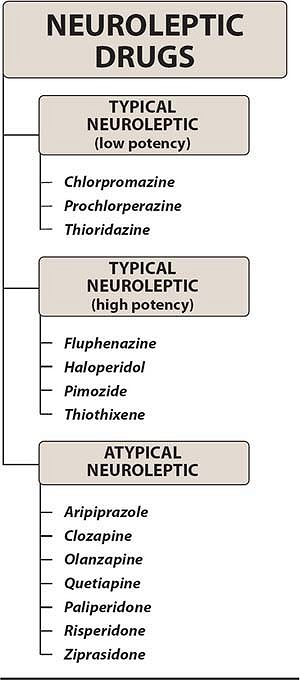 NEUROLEPTIC
DRUGS
TYPICAL
NEUROLEPTIC
(low potency)
Chlorpromazine
Prochlorperazine
Thioridazine
TYPICAL
NEUROLEPTIC
(high potency)
Fluphenazine
Haloperidol
Pimozide
Thiothixene
ATYPICAL
NEUROLEPTIC
Aripiprazole
Clozapine
Olanzapine
Quetiapine
Paliperidone
Risperidone
Ziprasidone